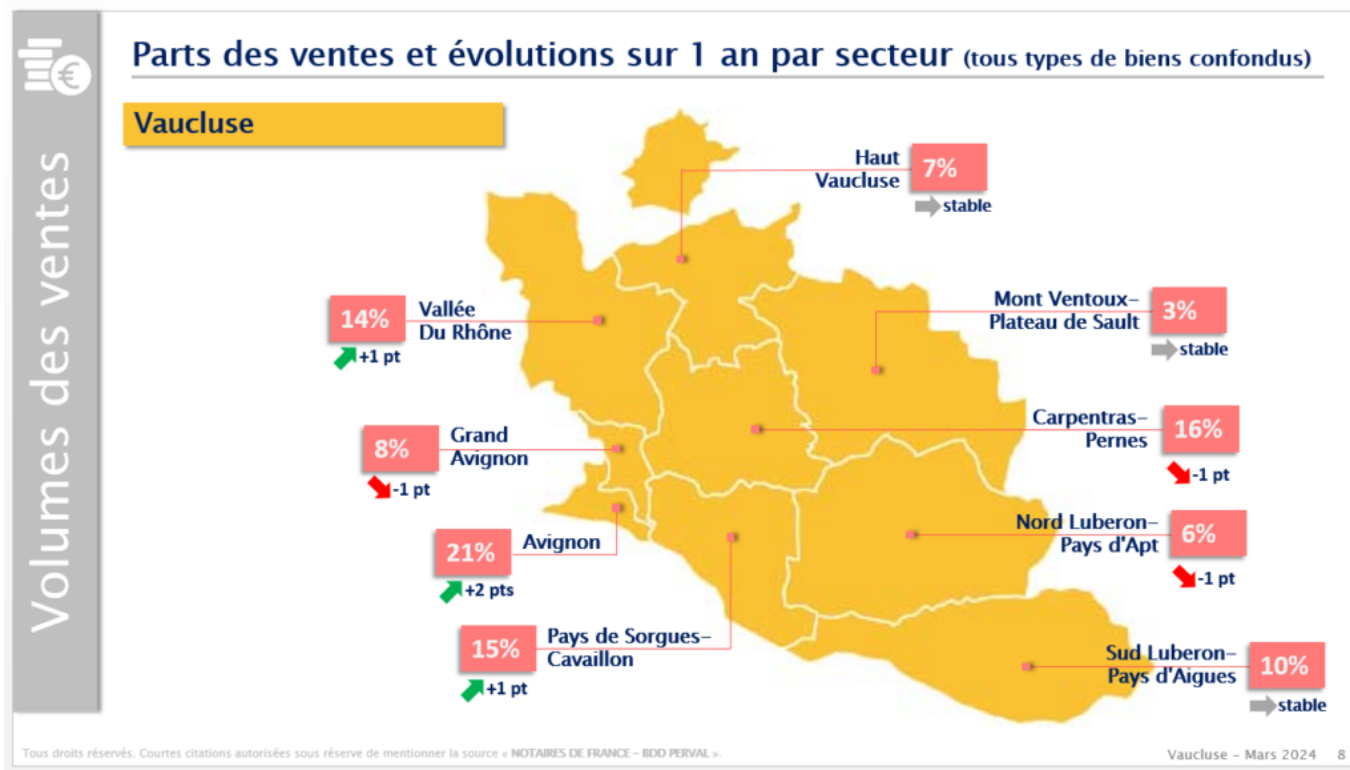 Parts des ventes et évolutions sur 1 an par secteur (tous types de biens confondus)
Volumes des ventes
€
Vaucluse
Haut
Vaucluse
7%
stable
Vallée
Du Rhône
14%
+1 pt
Mont Ventoux-
Plateau de Sault
3%
stable
Grand
Avignon
8%
-1 pt
Carpentras-
Pernes
16%
-1 pt
Avignon
21%
+2 pts
Nord Luberon-
Pays d'Apt
6%
-1 pt
Pays de Sorgues-
Cavaillon
15%
+1 pt
Sud Luberon-
Pays d'Aigues
10%
stable
Tous droits réservés. Courtes citations autorisées sous réserve de mentionner la source « NOTAIRES DE FRANCE – BDD PERVAL ».
Vaucluse – Mars 2024 8